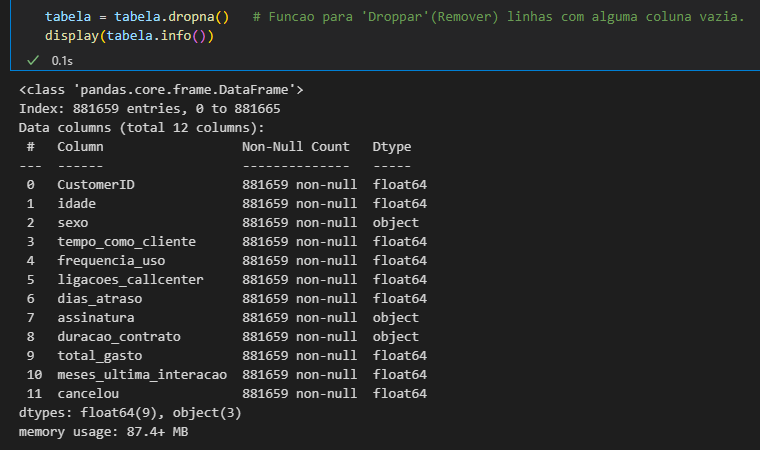 tabela = tabela.dropna()   # Funcao para 'Droppar'(Remover) linhas com alguma coluna vazia.
display(tabela.info())
✓ 0.1s
<class 'pandas.core.frame.DataFrame'>
Index: 881659 entries, 0 to 881665
Data columns (total 12 columns):
 #   Column                  Non-Null Count   Dtype
---  ------                  --------------   -----
 0   CustomerID              881659 non-null  float64
 1   idade                   881659 non-null  float64
 2   sexo                    881659 non-null  object
 3   tempo_como_cliente      881659 non-null  float64
 4   frequencia_uso          881659 non-null  float64
 5   ligacoes_callcenter     881659 non-null  float64
 6   dias_atraso             881659 non-null  float64
 7   assinatura              881659 non-null  object
 8   duracao_contrato        881659 non-null  object
 9   total_gasto             881659 non-null  float64
 10  meses_ultima_interacao  881659 non-null  float64
 11  cancelou                881659 non-null  float64
dtypes: float64(9), object(3)
memory usage: 87.4+ MB